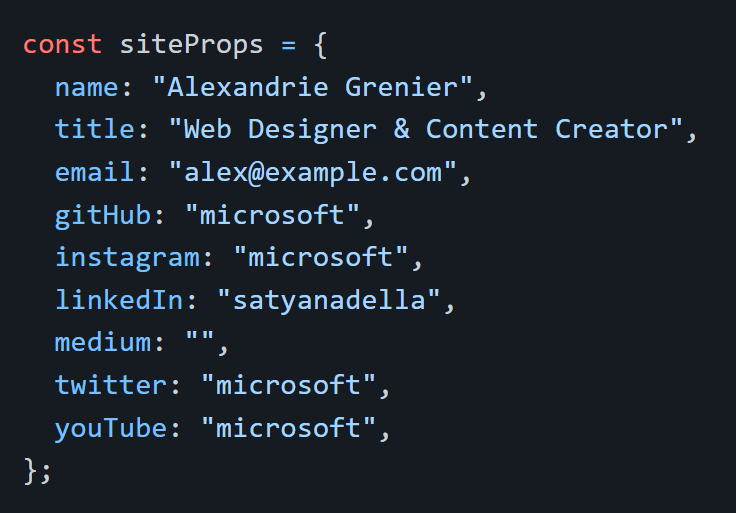 const siteProps = {
  name: "Alexandrie Grenier",
  title: "Web Designer & Content Creator",
  email: "alex@example.com",
  gitHub: "microsoft",
  instagram: "microsoft",
  linkedIn: "satyanadella",
  medium: "",
  twitter: "microsoft",
  youTube: "microsoft",
};